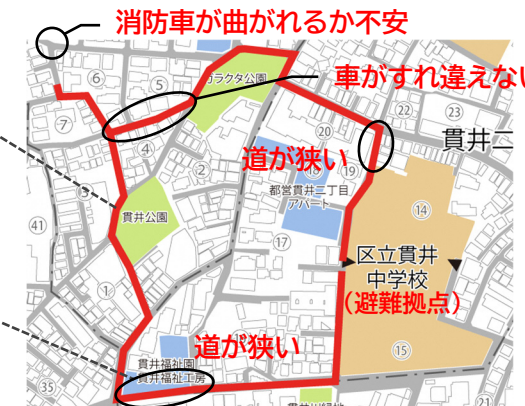 消防車が曲がれるか不安
車がすれ違えない
ガラクタ公園
⑥
⑤
㉒
㉓
⑦
⑳
貫井二
④
道が狭い
⑲
②
都営貫井二丁目
アパート
⑭
貫井公園
㊶
⑰
区立貫井
中学校
(避難拠点)
①
道が狭い
⑮
貫井福祉園
貫井福祉工房
㉟
㉑